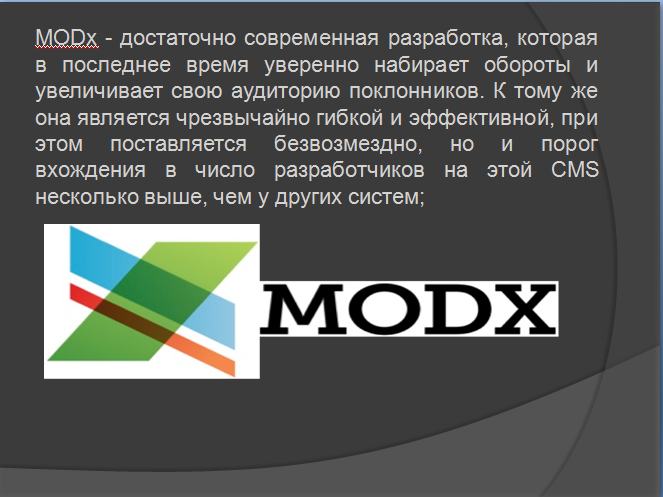 MODx - достаточно современная разработка, которая
в последнее время уверенно набирает обороты и
увеличивает свою аудиторию поклонников. К тому же
она является чрезвычайно гибкой и эффективной, при
этом поставляется безвозмездно, но и порог
вхождения в число разработчиков на этой CMS
несколько выше, чем у других систем;
MODX